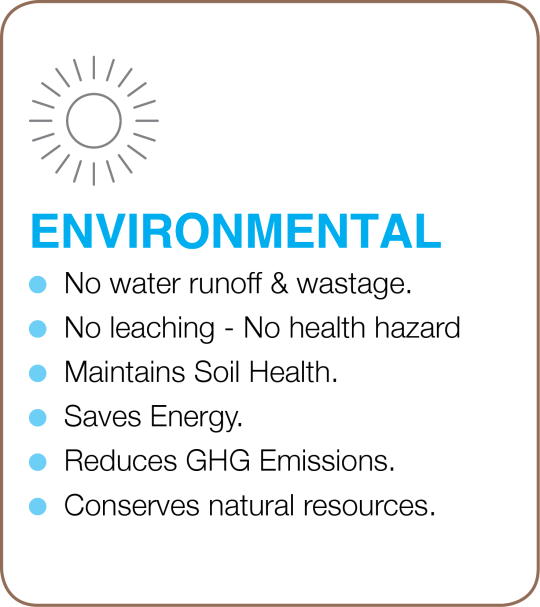 ENVIRONMENTAL
No water runoff & wastage.
No leaching - No health hazard
Maintains Soil Health.
Saves Energy.
Reduces GHG Emissions.
Conserves natural resources.